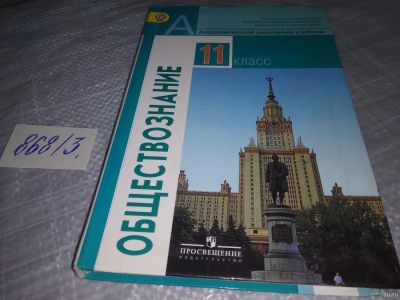 А
Академический школьный учебник
11
класс
ОБЩЕСТВОЗНАНИЕ
868/3.
ПРОСВЕЩЕНИЕ
ИЗДАТЕЛЬСТВО